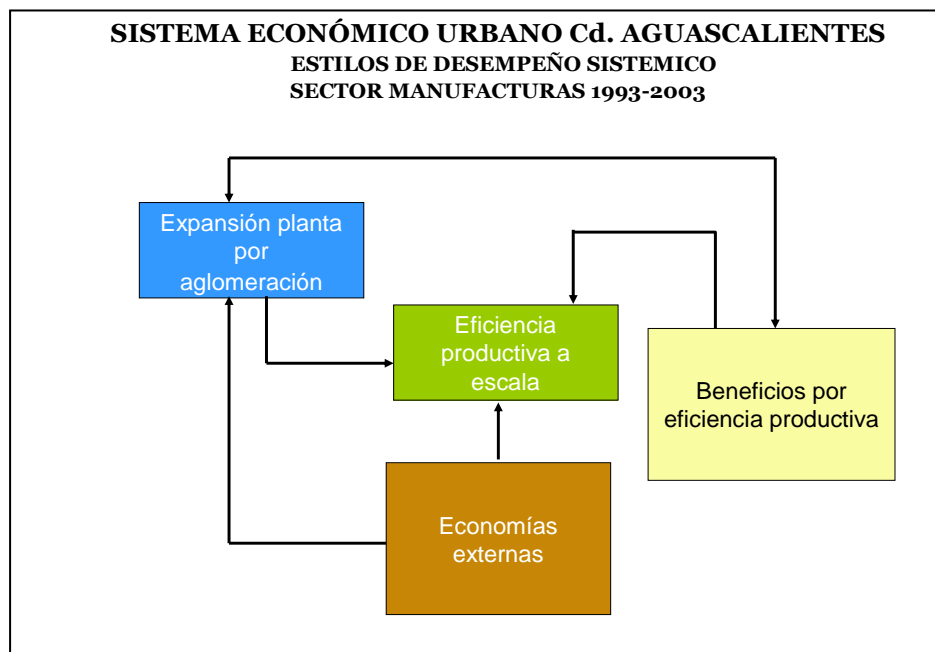 SISTEMA ECONÓMICO URBANO Cd. AGUASCALIENTES
ESTILOS DE DESEMPEÑO SISTEMICO
SECTOR MANUFACTURAS 1993-2003
Expansión planta
por
aglomeración
Eficiencia
productiva a
escala
Beneficios por
eficiencia productiva
Economías
externas